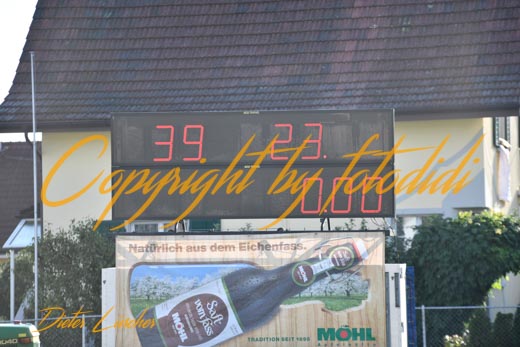 39 23.
0.00
Copyright by fotodidi
Natürlich aus dem Eichenfass.
Saft
vom Fass
MÖHL
TRADITION SEIT 1895
MÖHL
Dieter Lüscher